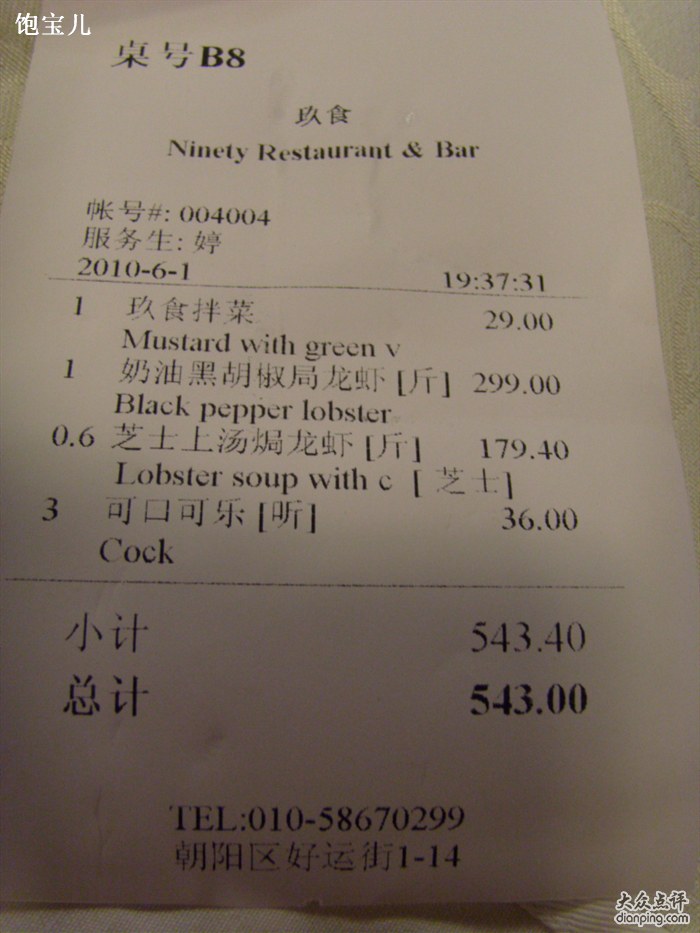 饱宝儿
桌号B8
玖食
Ninety Restaurant & Bar
帐号#: 004004
服务生: 婷
2010-6-1 19:37:31
1 玖食拌菜 29.00
Mustard with green v
1 奶油黑胡椒局龙虾 [斤] 299.00
Black pepper lobster
0.6 芝士上汤焗龙虾 [斤] 179.40
Lobster soup with c [ 芝士]
3 可口可乐 [听] 36.00
Cock
小计 543.40
总计 543.00
TEL:010-58670299
朝阳区好运街1-14
大众点评
dianping.com